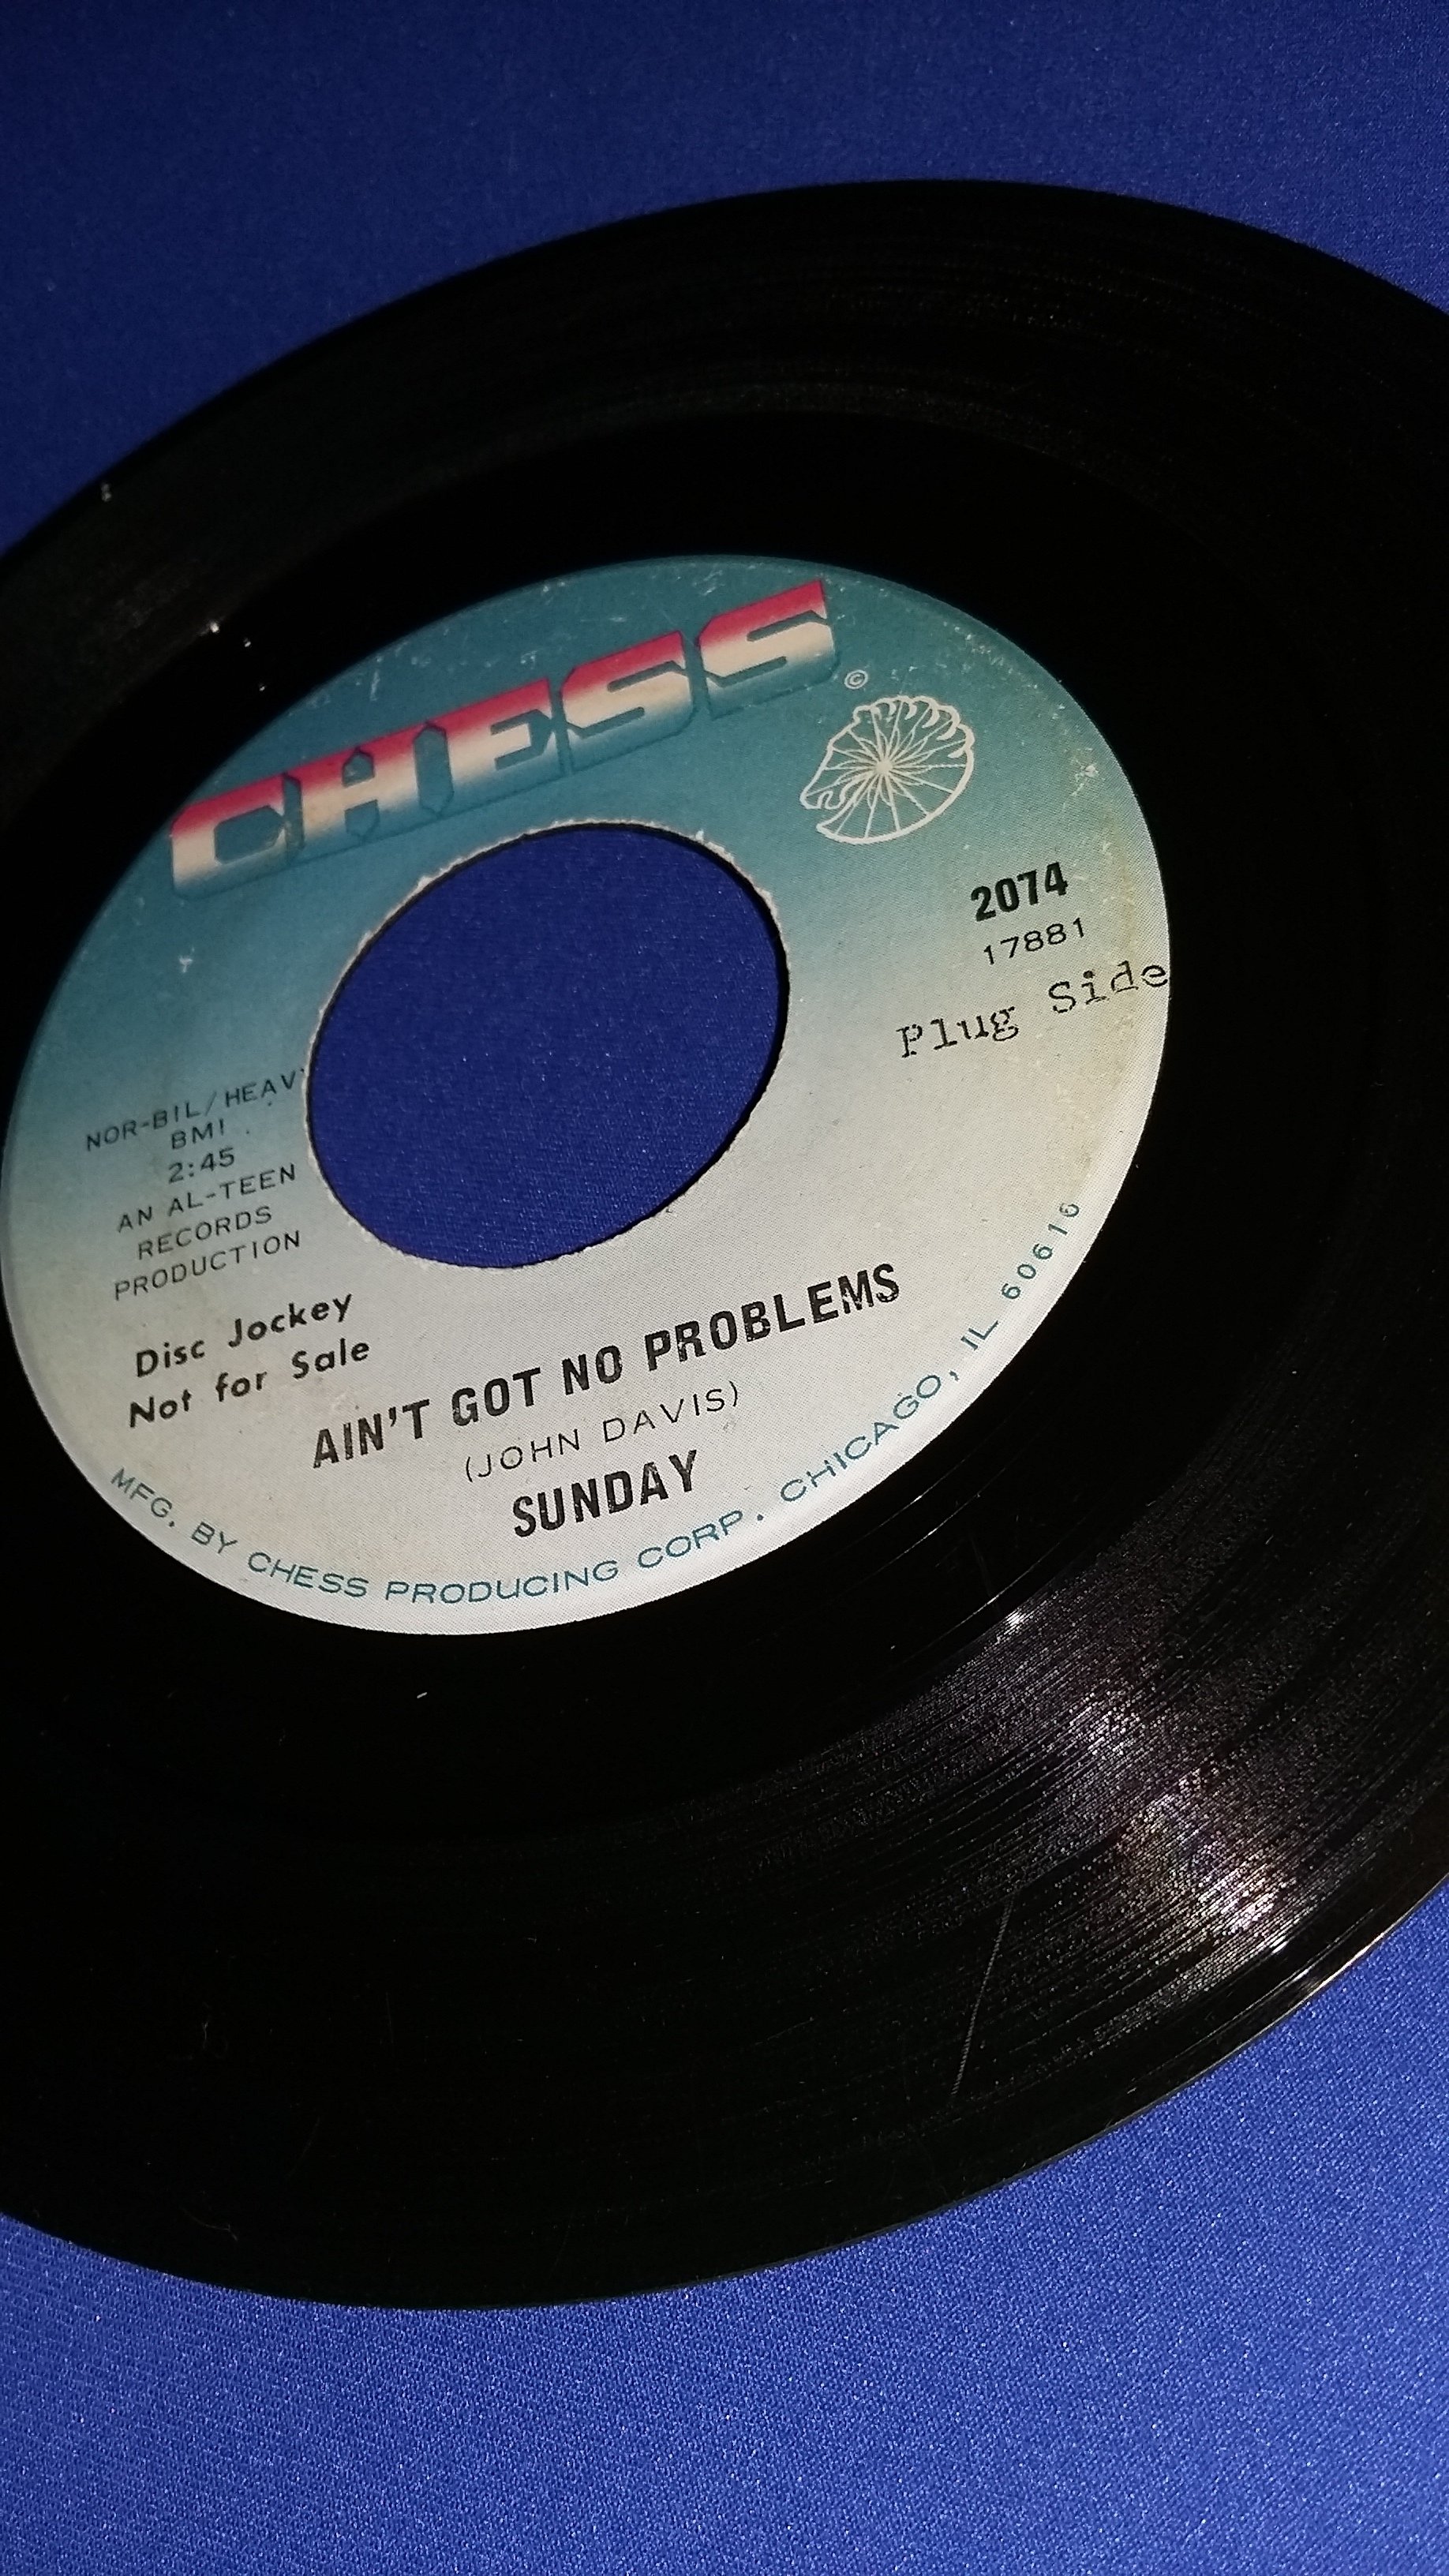 CHESS
©
2074
17881
Plug Side
NOR-BIL/HEAVY
BMI
2:45
AN AL-TEEN
RECORDS
PRODUCTION
Disc Jockey
Not for Sale
AIN'T GOT NO PROBLEMS
(JOHN DAVIS)
SUNDAY
MFG. BY CHESS PRODUCING CORP. CHICAGO, IL 60616